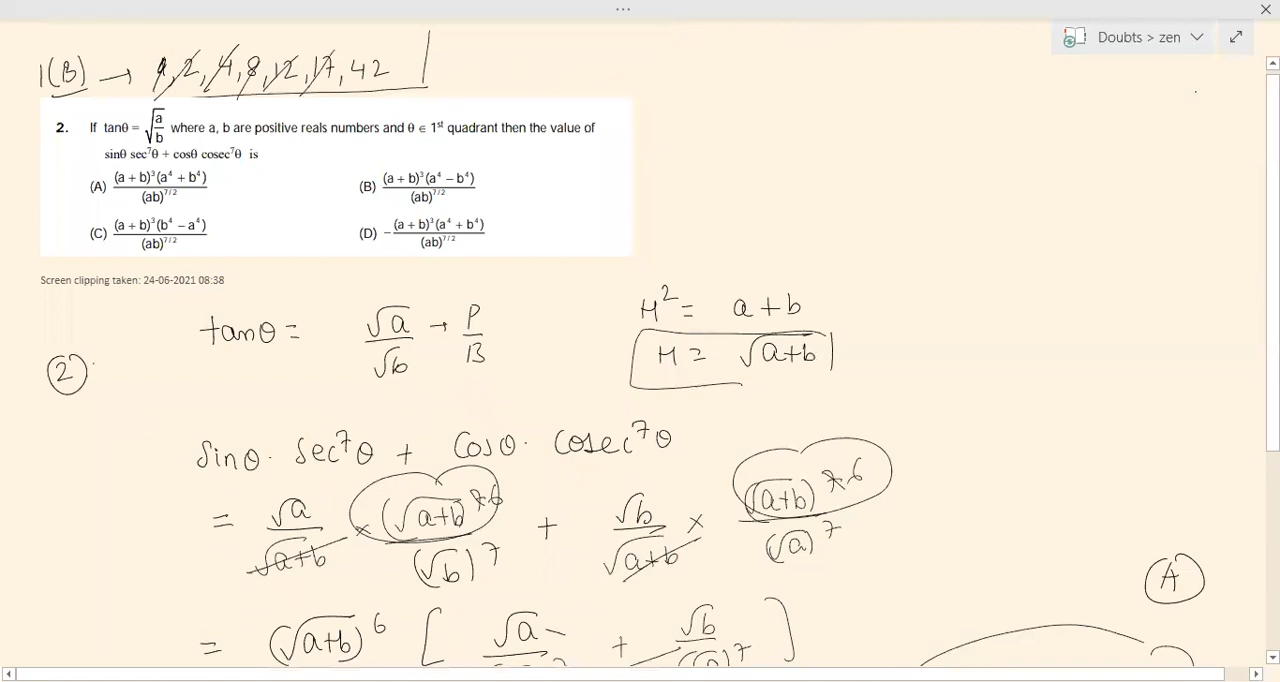 Doubts > zen
1(B) → 1, 2, 4, 8, 12, 17, 42
2. If tanθ = √(a/b) where a, b are positive reals numbers and θ ∈ 1st quadrant then the value of
sinθ sec⁷θ + cosθ cosec⁷θ is
(A) (a + b)³(a⁴ + b⁴)/(ab)^7/2 (B) (a + b)³(a⁴ − b⁴)/(ab)^7/2
(C) (a + b)³(b⁴ − a⁴)/(ab)^7/2 (D) −(a + b)³(a⁴ + b⁴)/(ab)^7/2
Screen clipping taken: 24-06-2021 08:38
H² = a+b
tanθ = √a/√b → P/B
H = √(a+b)
(2)
sinθ· sec⁷θ + cosθ· cosec⁷θ
= √a/√(a+b) × (√(a+b))^7 6/(√b)⁷ + √b/√(a+b) × (√(a+b))^7 6/(√a)⁷
(A)
= (√(a+b))⁶ [ √a + √b/(√a)⁷ ]